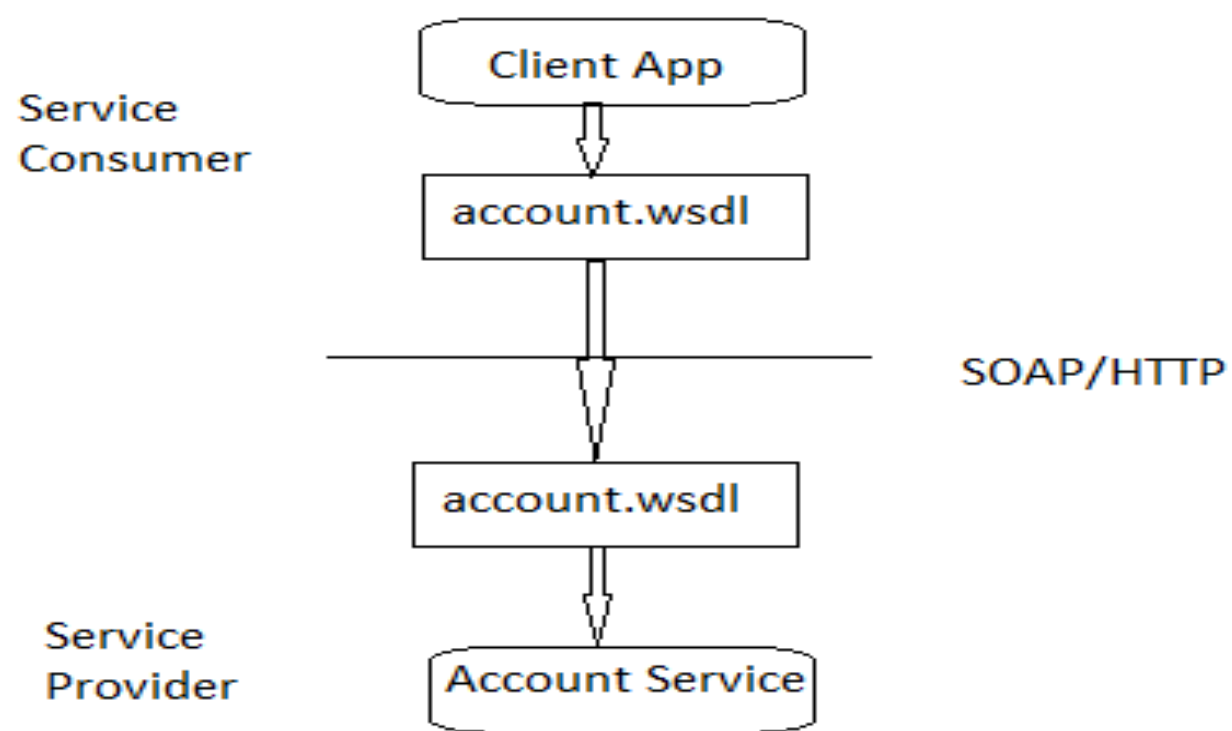 Client App
Service
Consumer
account.wsdl
SOAP/HTTP
account.wsdl
Service
Provider
Account Service